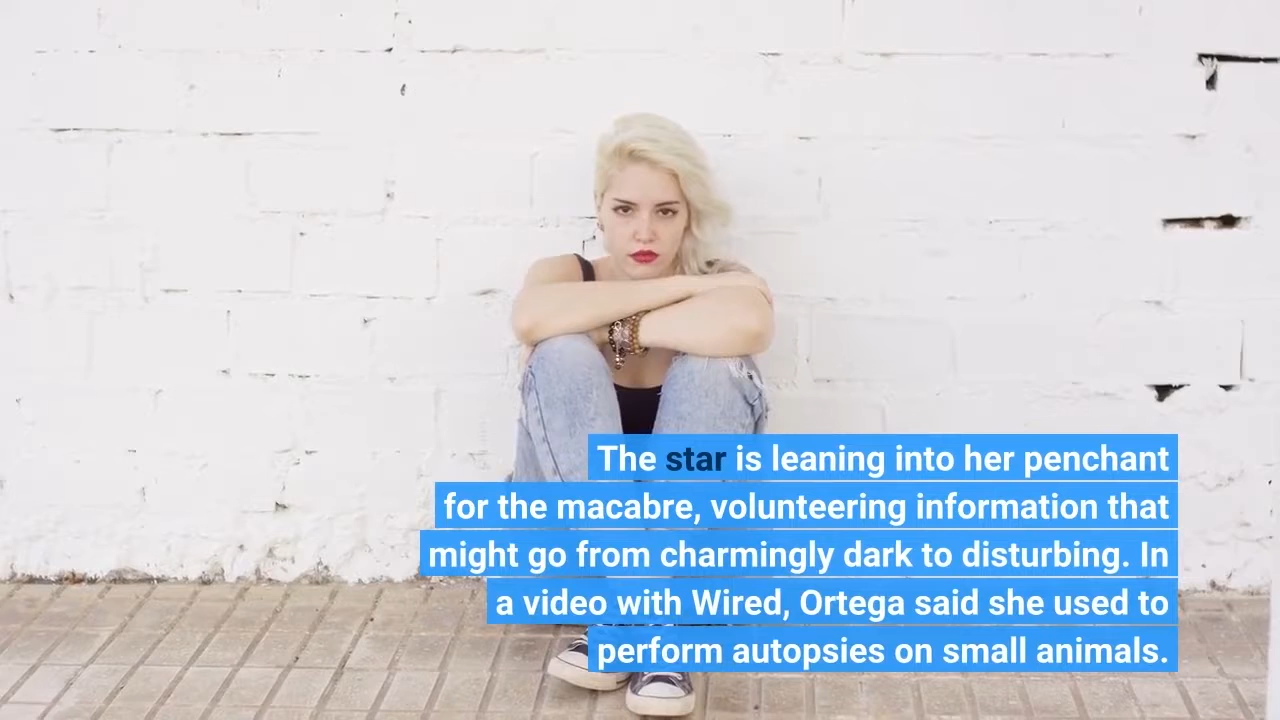 The star is leaning into her penchant
for the macabre, volunteering information that
might go from charmingly dark to disturbing. In
a video with Wired, Ortega said she used to
perform autopsies on small animals.